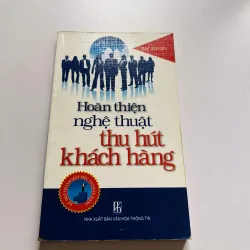 Hoàn thiện
nghệ thuật
thu hút
khách hàng
NHÀ XUẤT BẢN VĂN HÓA THÔNG TIN